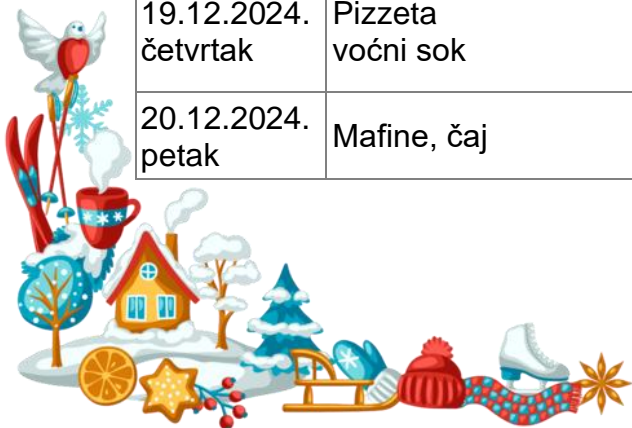 19.12.2024.
četvrtak
Pizzeta
voćni sok
20.12.2024.
petak
Mafine, čaj